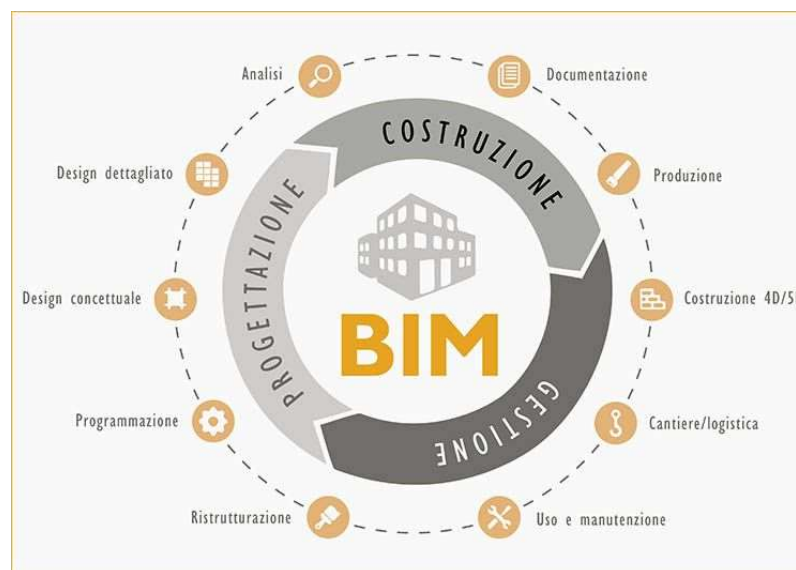 Analisi
Documentazione
COSTRUZIONE
Design dettagliato
Produzione
PROGETTAZIONE
Design concettuale
Costruzione 4D/5
BIM
GESTIONE
Programmazione
Cantiere/logistica
Ristrutturazione
Uso e manutenzione